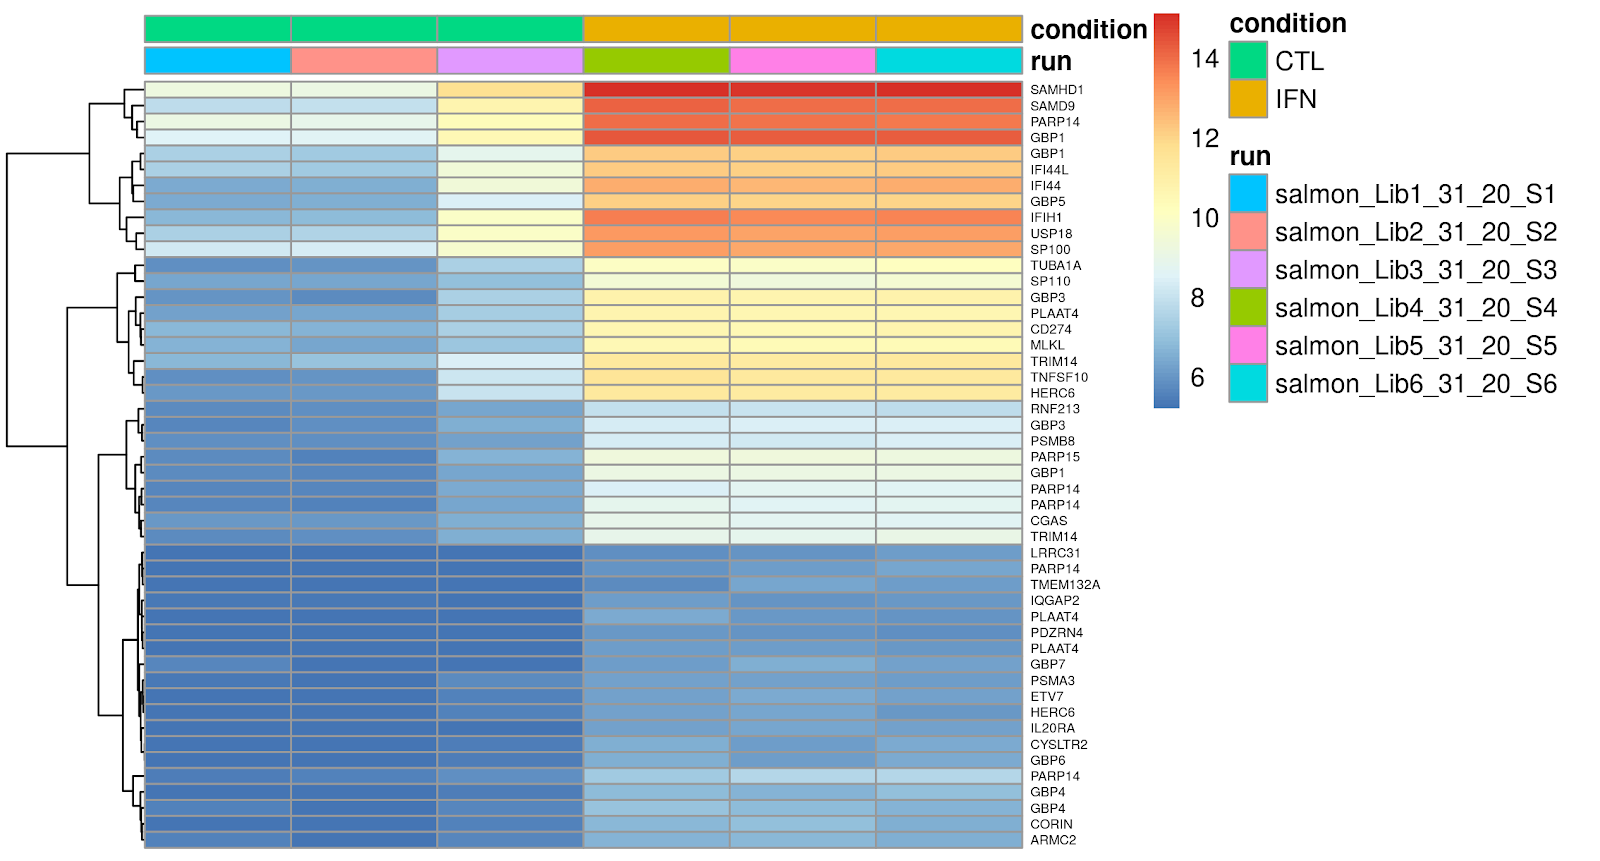 condition
run
SAMHD1
SAMD9
PARP14
GBP1
GBP1
IFI44L
IFI44
GBP5
IFIH1
USP18
SP100
TUBA1A
SP110
GBP3
PLAAT4
CD274
MLKL
TRIM14
TNFSF10
HERC6
RNF213
GBP3
PSMB8
PARP15
GBP1
PARP14
PARP14
CGAS
TRIM14
LRRC31
PARP14
TMEM132A
IQGAP2
PLAAT4
PDZRN4
PLAAT4
GBP7
PSMA3
ETV7
HERC6
IL20RA
CYSLTR2
GBP6
PARP14
GBP4
GBP4
CORIN
ARMC2
14
12
10
8
6
condition
CTL
IFN
run
salmon_Lib1_31_20_S1
salmon_Lib2_31_20_S2
salmon_Lib3_31_20_S3
salmon_Lib4_31_20_S4
salmon_Lib5_31_20_S5
salmon_Lib6_31_20_S6